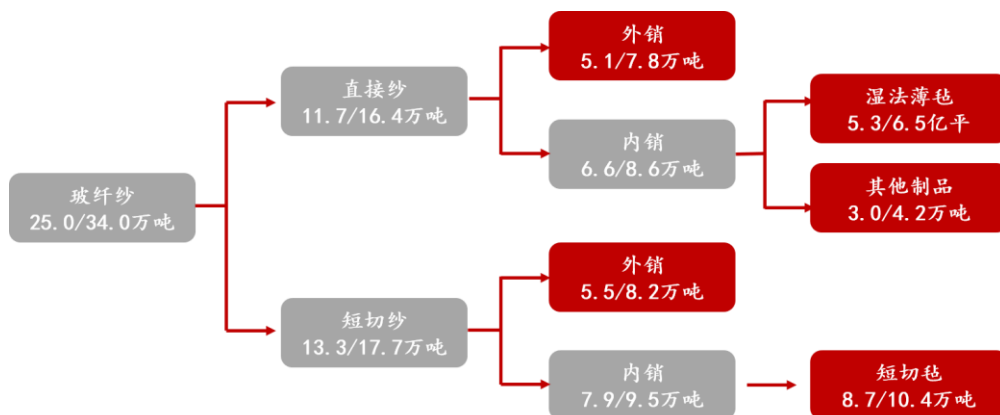 外销
5.1/7.8万吨
直接纱
11.7/16.4万吨
湿法薄毡
5.3/6.5亿平
内销
6.6/8.6万吨
玻纤纱
25.0/34.0万吨
其他制品
3.0/4.2万吨
外销
5.5/8.2万吨
短切纱
13.3/17.7万吨
内销
7.9/9.5万吨
短切毡
8.7/10.4万吨